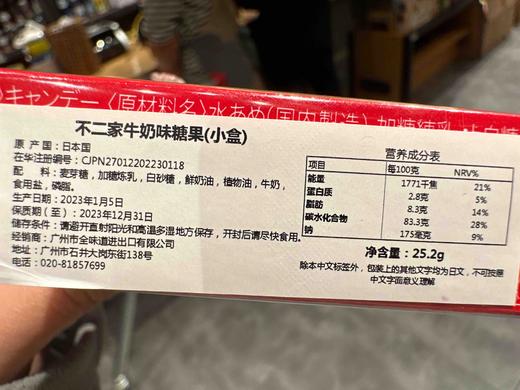 キャンデー〈原材料名〉水あめ(国内製造)、加糖練乳、
不二家牛奶味糖果(小盒)
原 产 国：日本国
在华注册编号：CJPN27012202230118
配 料：麦芽糖，加糖炼乳，白砂糖，鲜奶油，植物油，牛奶，
食用盐，磷脂。
生产日期：2023年1月5日
保质期（至）：2023年12月31日
储存条件：请避开直射阳光和高温多湿地方保存，开封后请尽快食用。
经销商：广州市全味道进出口有限公司
地址：广州市石井大岗东街138号
电话：020-81857699
营养成分表
项目 每100克 NRV%
能量 1771千焦 21%
蛋白质 2.8克 5%
脂肪 8.3克 14%
碳水化合物 83.3克 28%
钠 175毫克 9%
净含量：25.2g
除本中文标签外，包装上的其他文字均为日文，不可按照
中文字面意义理解